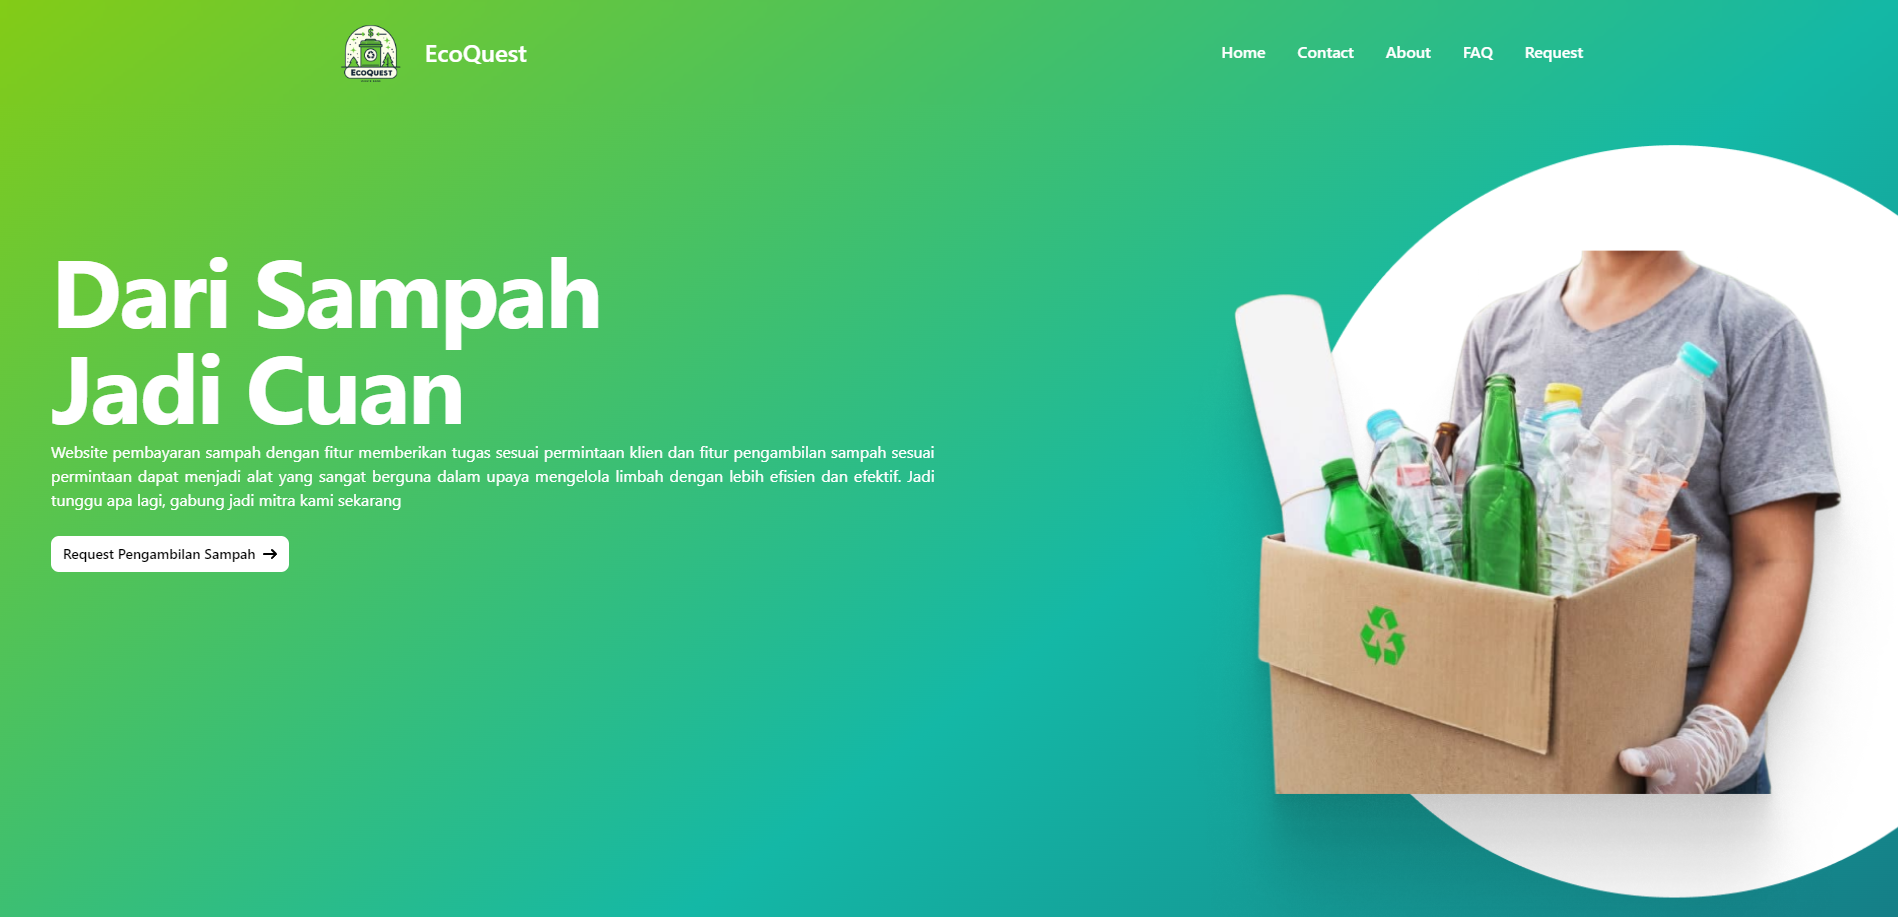 EcoQuest
EcoQuest
Home Contact About FAQ Request
Dari Sampah
Jadi Cuan
Website pembayaran sampah dengan fitur memberikan tugas sesuai permintaan klien dan fitur pengambilan sampah sesuai
permintaan dapat menjadi alat yang sangat berguna dalam upaya mengelola limbah dengan lebih efisien dan efektif. Jadi
tunggu apa lagi, gabung jadi mitra kami sekarang
Request Pengambilan Sampah →